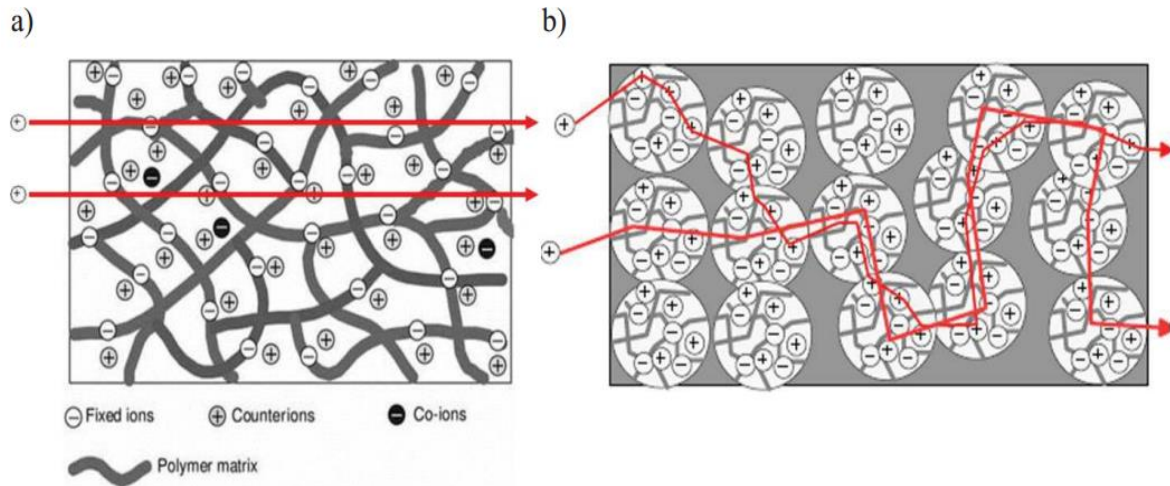 a)
b)
Fixed ions
Counterions
Co-ions
Polymer matrix